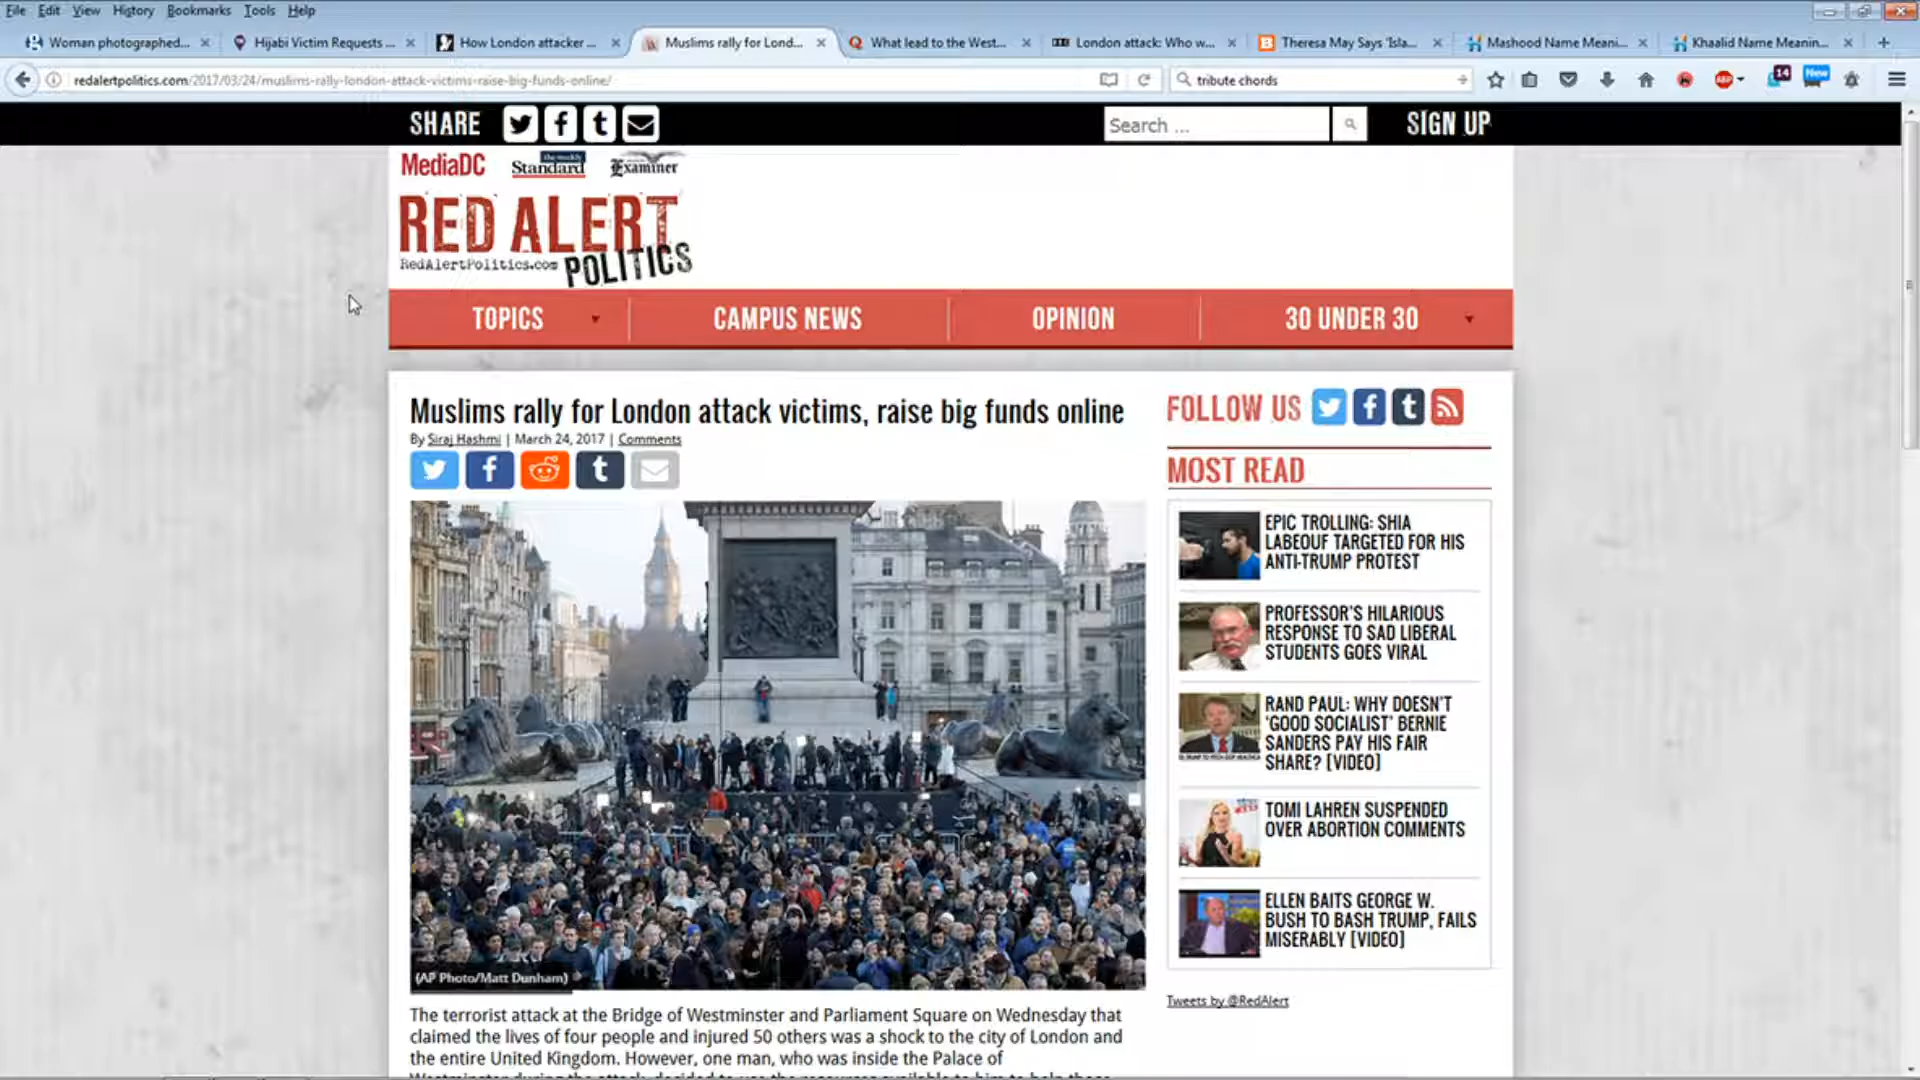 File Edit View History Bookmarks Tools Help
Woman photographed... × Hijabi Victim Requests ... × How London attacker ... × Muslims rally for Lond... × What lead to the West... × London attack: Who w... × Theresa May Says 'Isla... × Mashood Name Meani... × Khaalid Name Meanin... × +
redalertpolitics.com/2017/03/24/muslims-rally-london-attack-victims-raise-big-funds-online/ tribute chords ABP 14 New
SHARE Search ... SIGN UP
MediaDC the weekly Standard Examiner
RED ALERT
RedAlertPolitics.com POLITICS
TOPICS CAMPUS NEWS OPINION 30 UNDER 30
Muslims rally for London attack victims, raise big funds online
By Siraj Hashmi | March 24, 2017 | Comments
(AP Photo/Matt Dunham)
The terrorist attack at the Bridge of Westminster and Parliament Square on Wednesday that
claimed the lives of four people and injured 50 others was a shock to the city of London and
the entire United Kingdom. However, one man, who was inside the Palace of
FOLLOW US
MOST READ
EPIC TROLLING: SHIA
LABEOUF TARGETED FOR HIS
ANTI-TRUMP PROTEST
PROFESSOR'S HILARIOUS
RESPONSE TO SAD LIBERAL
STUDENTS GOES VIRAL
RAND PAUL: WHY DOESN'T
'GOOD SOCIALIST' BERNIE
SANDERS PAY HIS FAIR
SHARE? [VIDEO]
TOMI LAHREN SUSPENDED
OVER ABORTION COMMENTS
ELLEN BAITS GEORGE W.
BUSH TO BASH TRUMP, FAILS
MISERABLY [VIDEO]
Tweets by @RedAlert